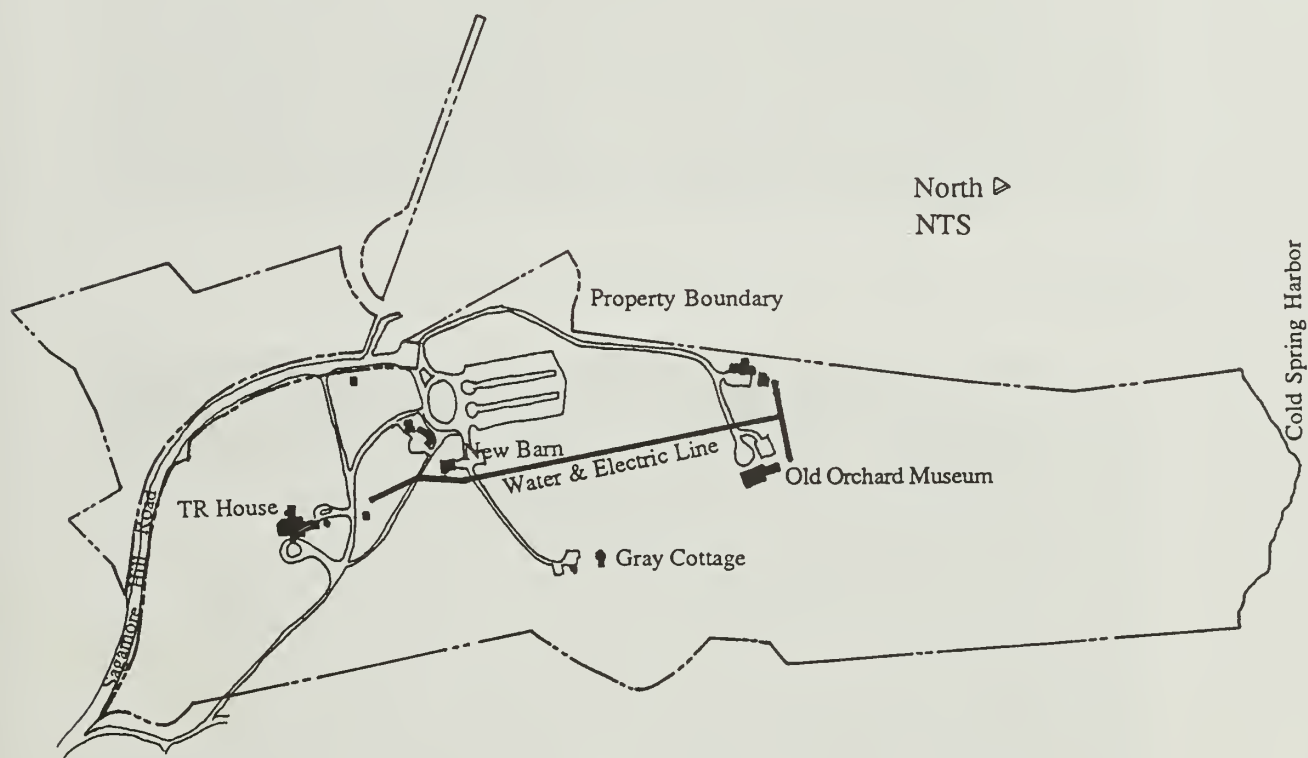 North
NTS
Cold Spring Harbor
Property Boundary
New Barn
Water & Electric Line
Old Orchard Museum
TR House
Gray Cottage
Sagamore Hill Road